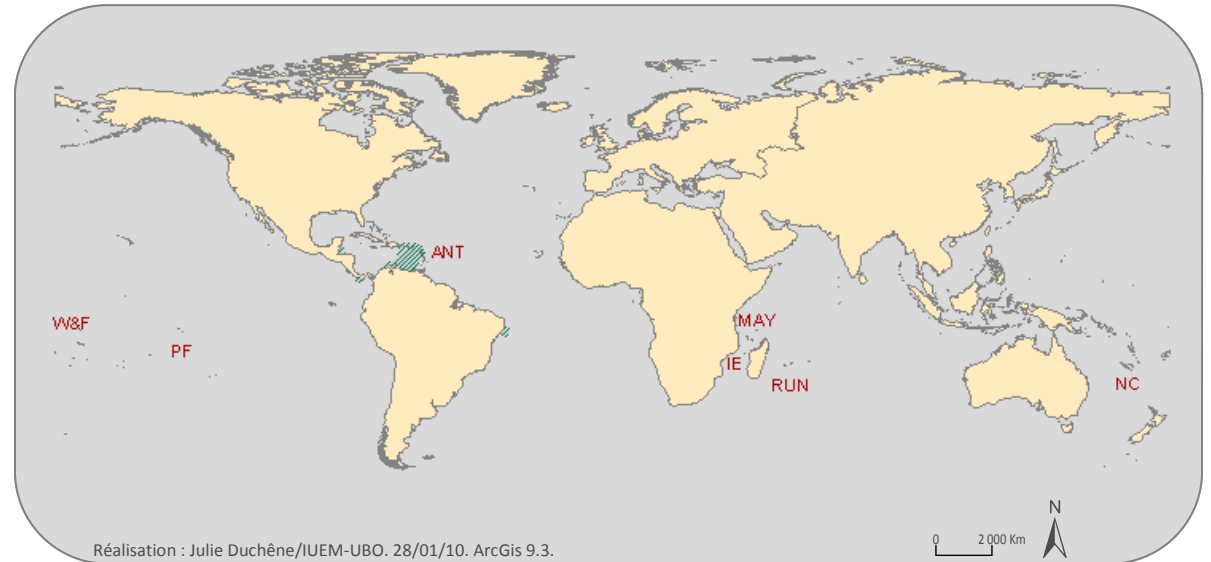 ANT
W&F
MAY
PF
IE
RUN
NC
N
0 2 000 Km
Réalisation : Julie Duchêne/IUEM-UBO. 28/01/10. ArcGis 9.3.